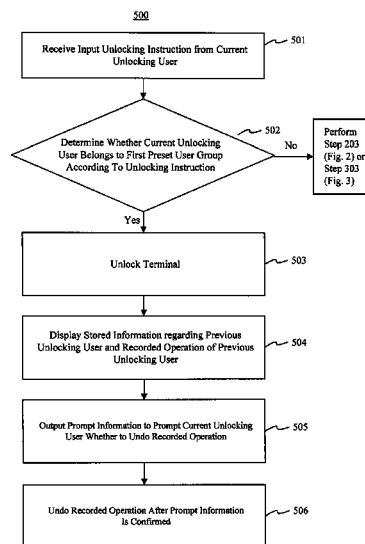 500
Receive Input Unlocking Instruction from Current
Unlocking User
501
Determine Whether Current Unlocking
User Belongs to First Preset User Group
According To Unlocking Instruction
502
No
Perform
Step 203
(Fig. 2) or
Step 303
(Fig. 3)
Yes
Unlock Terminal
503
Display Stored Information regarding Previous
Unlocking User and Recorded Operation of Previous
Unlocking User
504
Output Prompt Information to Prompt Current Unlocking
User Whether to Undo Recorded Operation
505
Undo Recorded Operation After Prompt Information
Is Confirmed
506